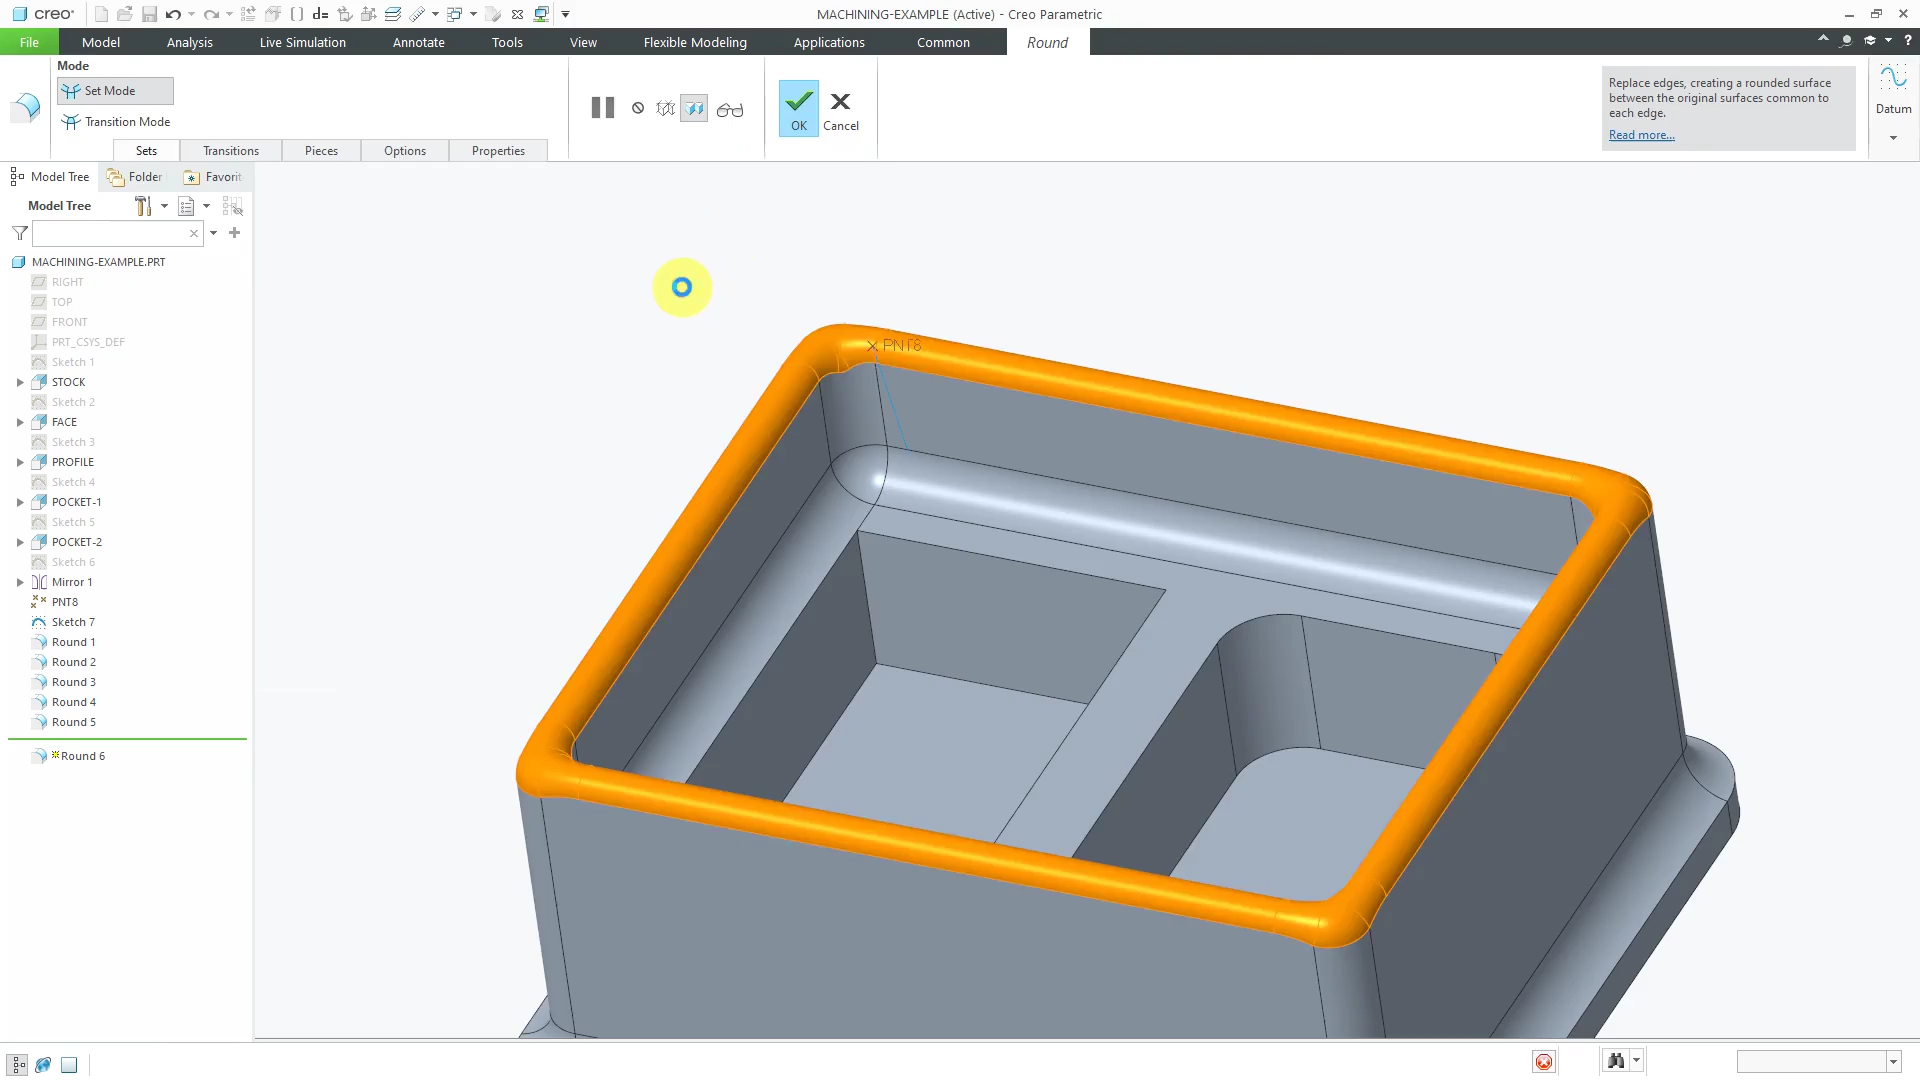 creo
MACHINING-EXAMPLE (Active) - Creo Parametric
File Model Analysis Live Simulation Annotate Tools View Flexible Modeling Applications Common Round
Mode
Set Mode
Transition Mode
OK
Cancel
Sets Transitions Pieces Options Properties
Replace edges, creating a rounded surface
between the original surfaces common to
each edge.
Read more...
Datum
Model Tree Folder Favorit
Model Tree
MACHINING-EXAMPLE.PRT
RIGHT
TOP
FRONT
PRT_CSYS_DEF
Sketch 1
STOCK
Sketch 2
FACE
Sketch 3
PROFILE
Sketch 4
POCKET-1
Sketch 5
POCKET-2
Sketch 6
Mirror 1
PNT8
Sketch 7
Round 1
Round 2
Round 3
Round 4
Round 5
Round 6
PNT8